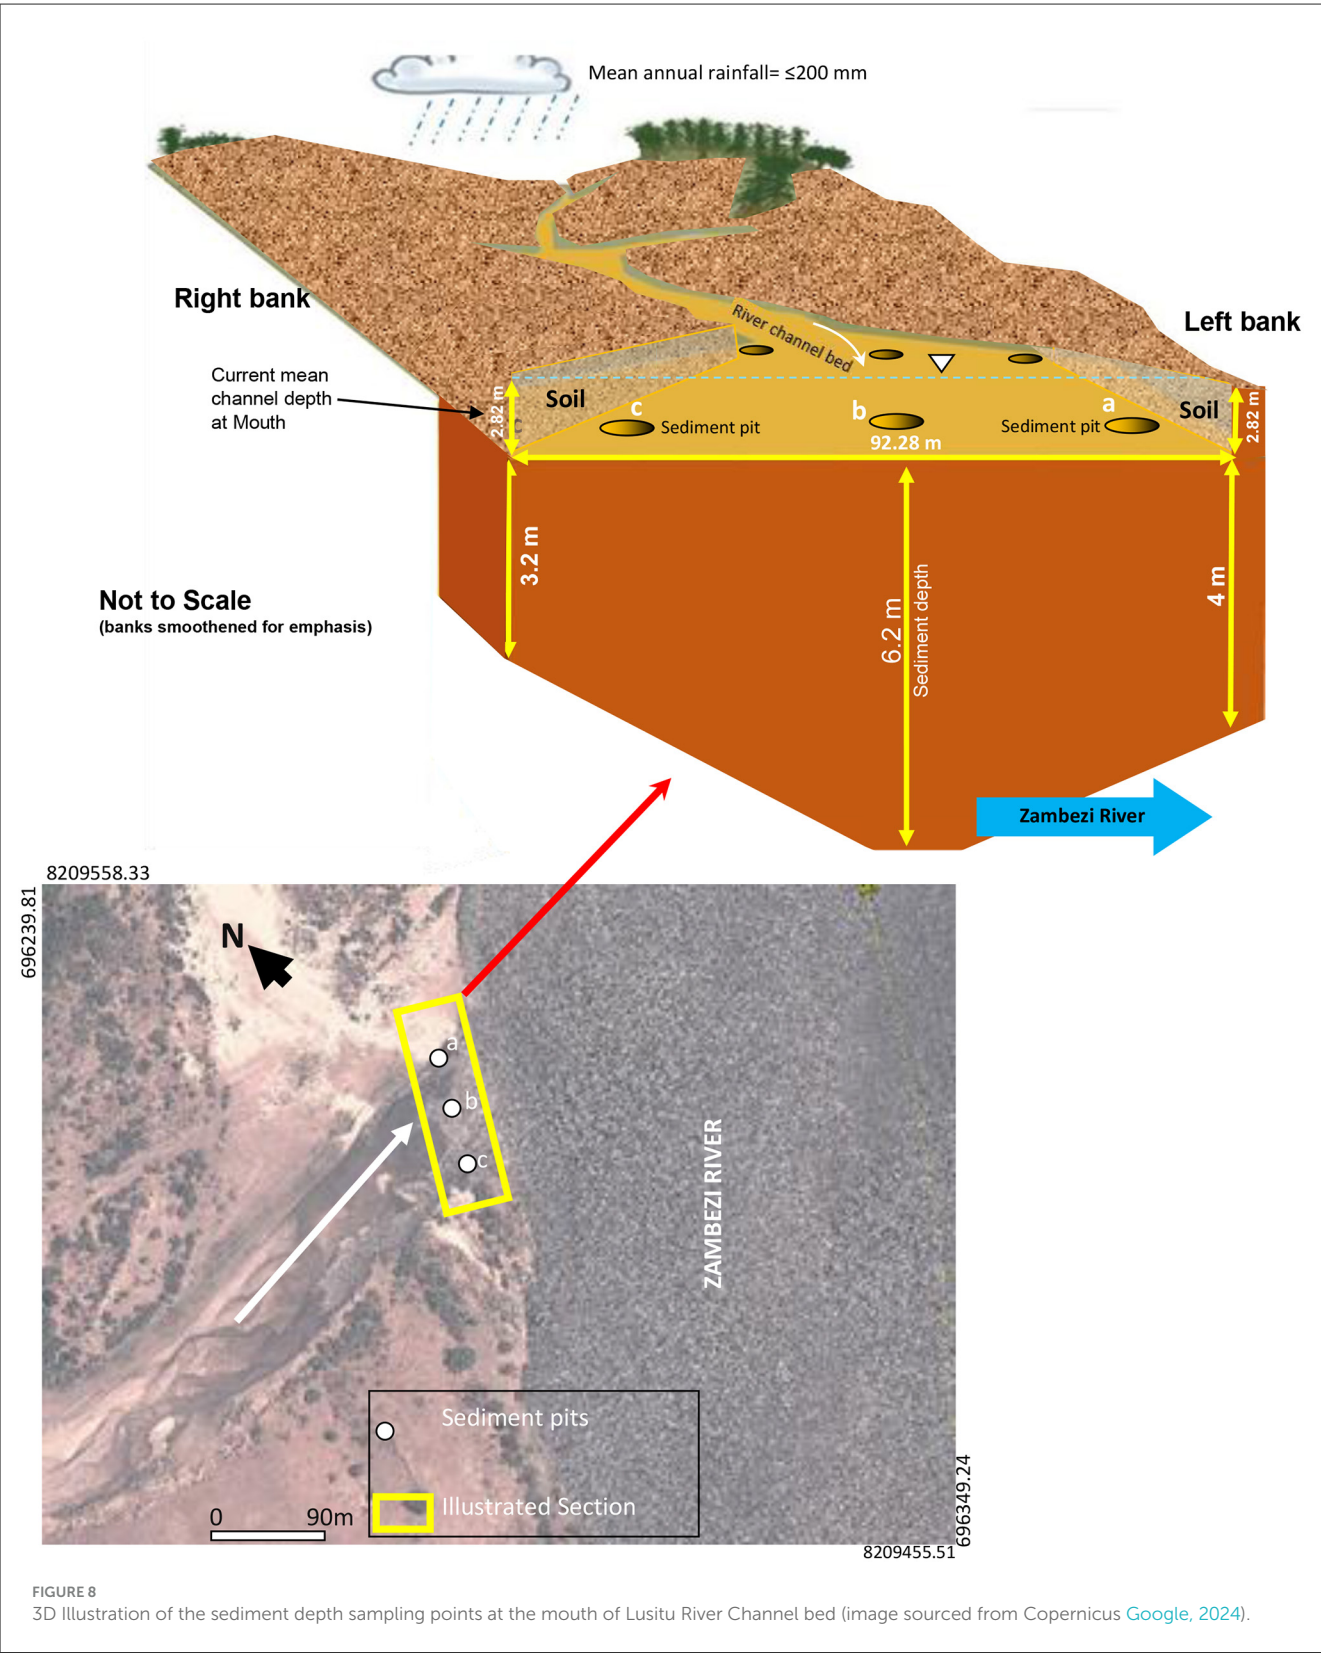 Mean annual rainfall= ≤200 mm
Right bank
Left bank
River channel bed
Current mean
channel depth
at Mouth
2.82 m
Soil
c
Sediment pit
b
92.28 m
a
Sediment pit
Soil
2.82 m
3.2 m
6.2 m
Sediment depth
4 m
Not to Scale
(banks smoothened for emphasis)
Zambezi River
8209558.33
696239.81
N
a
b
c
ZAMBEZI RIVER
Sediment pits
Illustrated Section
0 90m
696349.24
8209455.51
FIGURE 8
3D Illustration of the sediment depth sampling points at the mouth of Lusitu River Channel bed (image sourced from Copernicus Google, 2024).